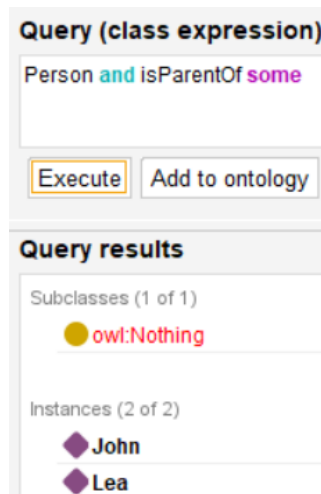 Query (class expression)
Person and isParentOf some
Execute
Add to ontology
Query results
Subclasses (1 of 1)
owl:Nothing
Instances (2 of 2)
John
Lea